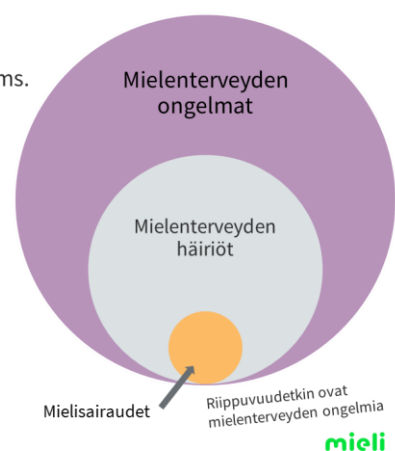 ms.
Mielenterveyden
ongelmat
Mielenterveyden
häiriöt
Mielisairaudet
Riippuvuudetkin ovat
mielenterveyden ongelmia
mieli